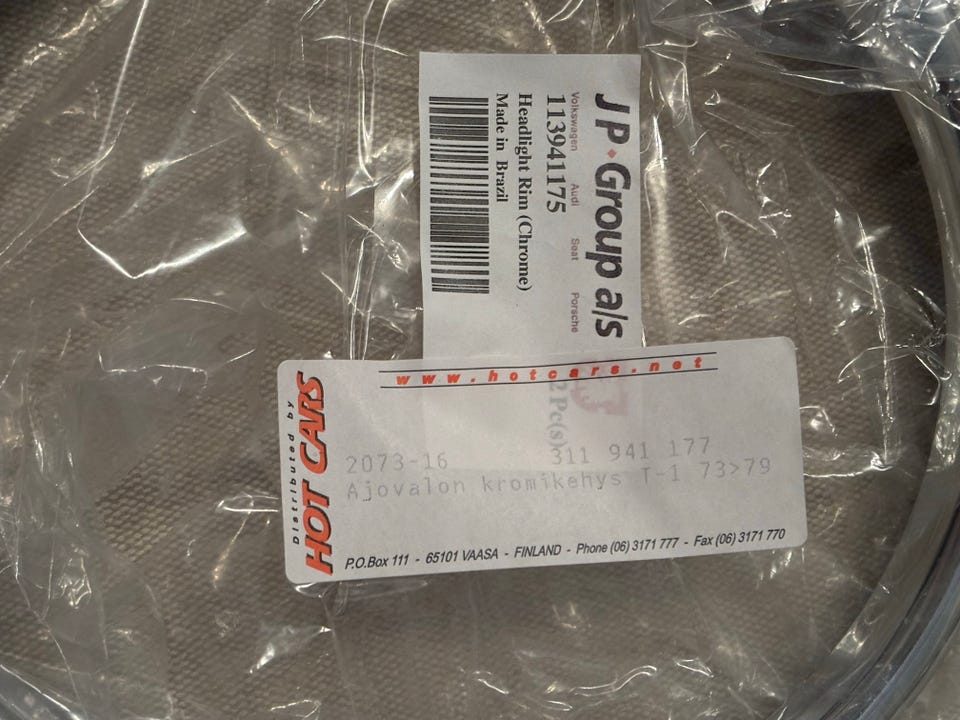 JP Group a/s
Volkswagen Audi Seat Porsche
113941175
Headlight Rim (Chrome)
Made in Brazil
2 Pc(s)
www.hotcars.net
Distributed by
HOT CARS
2073-16 311 941 177
Ajovalon kromikehys T-1 73>79
P.O.Box 111 - 65101 VAASA - FINLAND - Phone (06) 3171 777 - Fax (06) 3171 770